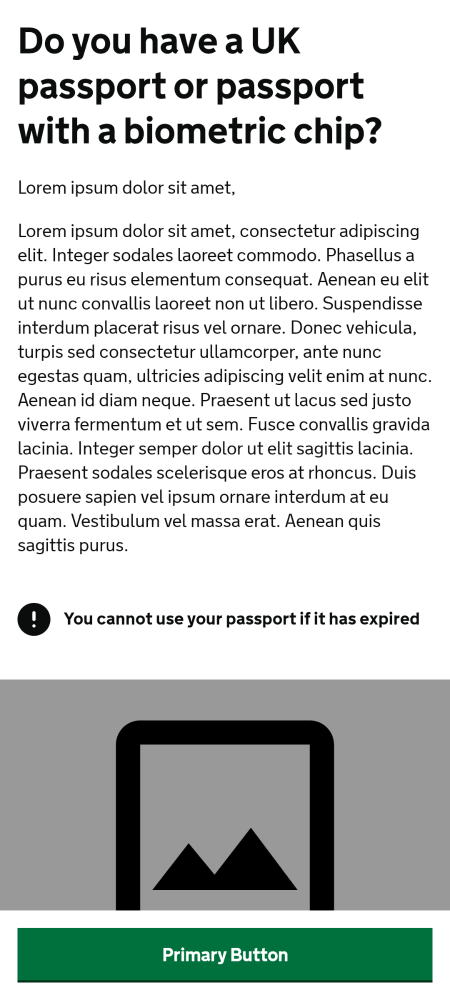 Do you have a UK
passport or passport
with a biometric chip?
Lorem ipsum dolor sit amet,
Lorem ipsum dolor sit amet, consectetur adipiscing
elit. Integer sodales laoreet commodo. Phasellus a
purus eu risus elementum consequat. Aenean eu elit
ut nunc convallis laoreet non ut libero. Suspendisse
interdum placerat risus vel ornare. Donec vehicula,
turpis sed consectetur ullamcorper, ante nunc
egestas quam, ultricies adipiscing velit enim at nunc.
Aenean id diam neque. Praesent ut lacus sed justo
viverra fermentum et ut sem. Fusce convallis gravida
lacinia. Integer semper dolor ut elit sagittis lacinia.
Praesent sodales scelerisque eros at rhoncus. Duis
posuere sapien vel ipsum ornare interdum at eu
quam. Vestibulum vel massa erat. Aenean quis
sagittis purus.
You cannot use your passport if it has expired
Primary Button